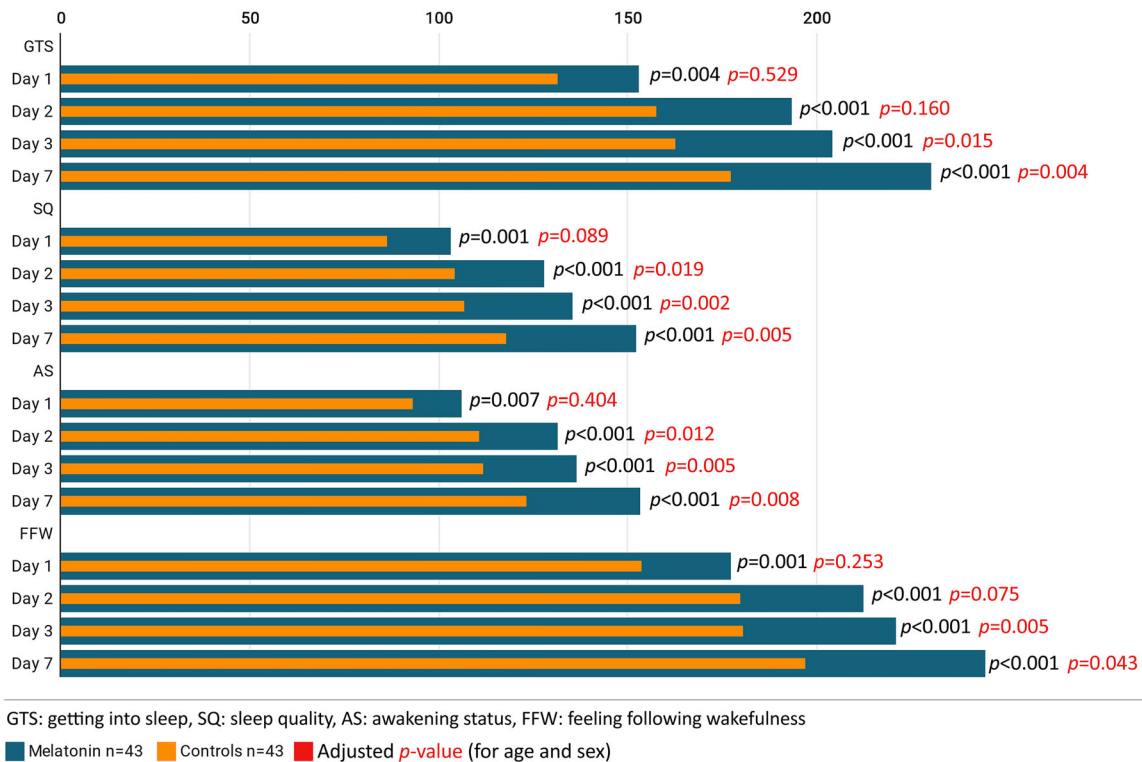 0 50 100 150 200
GTS
Day 1 p=0.004 p=0.529
Day 2 p<0.001 p=0.160
Day 3 p<0.001 p=0.015
Day 7 p<0.001 p=0.004
SQ
Day 1 p=0.001 p=0.089
Day 2 p<0.001 p=0.019
Day 3 p<0.001 p=0.002
Day 7 p<0.001 p=0.005
AS
Day 1 p=0.007 p=0.404
Day 2 p<0.001 p=0.012
Day 3 p<0.001 p=0.005
Day 7 p<0.001 p=0.008
FFW
Day 1 p=0.001 p=0.253
Day 2 p<0.001 p=0.075
Day 3 p<0.001 p=0.005
Day 7 p<0.001 p=0.043
GTS: getting into sleep, SQ: sleep quality, AS: awakening status, FFW: feeling following wakefulness
Melatonin n=43 Controls n=43 Adjusted p-value (for age and sex)